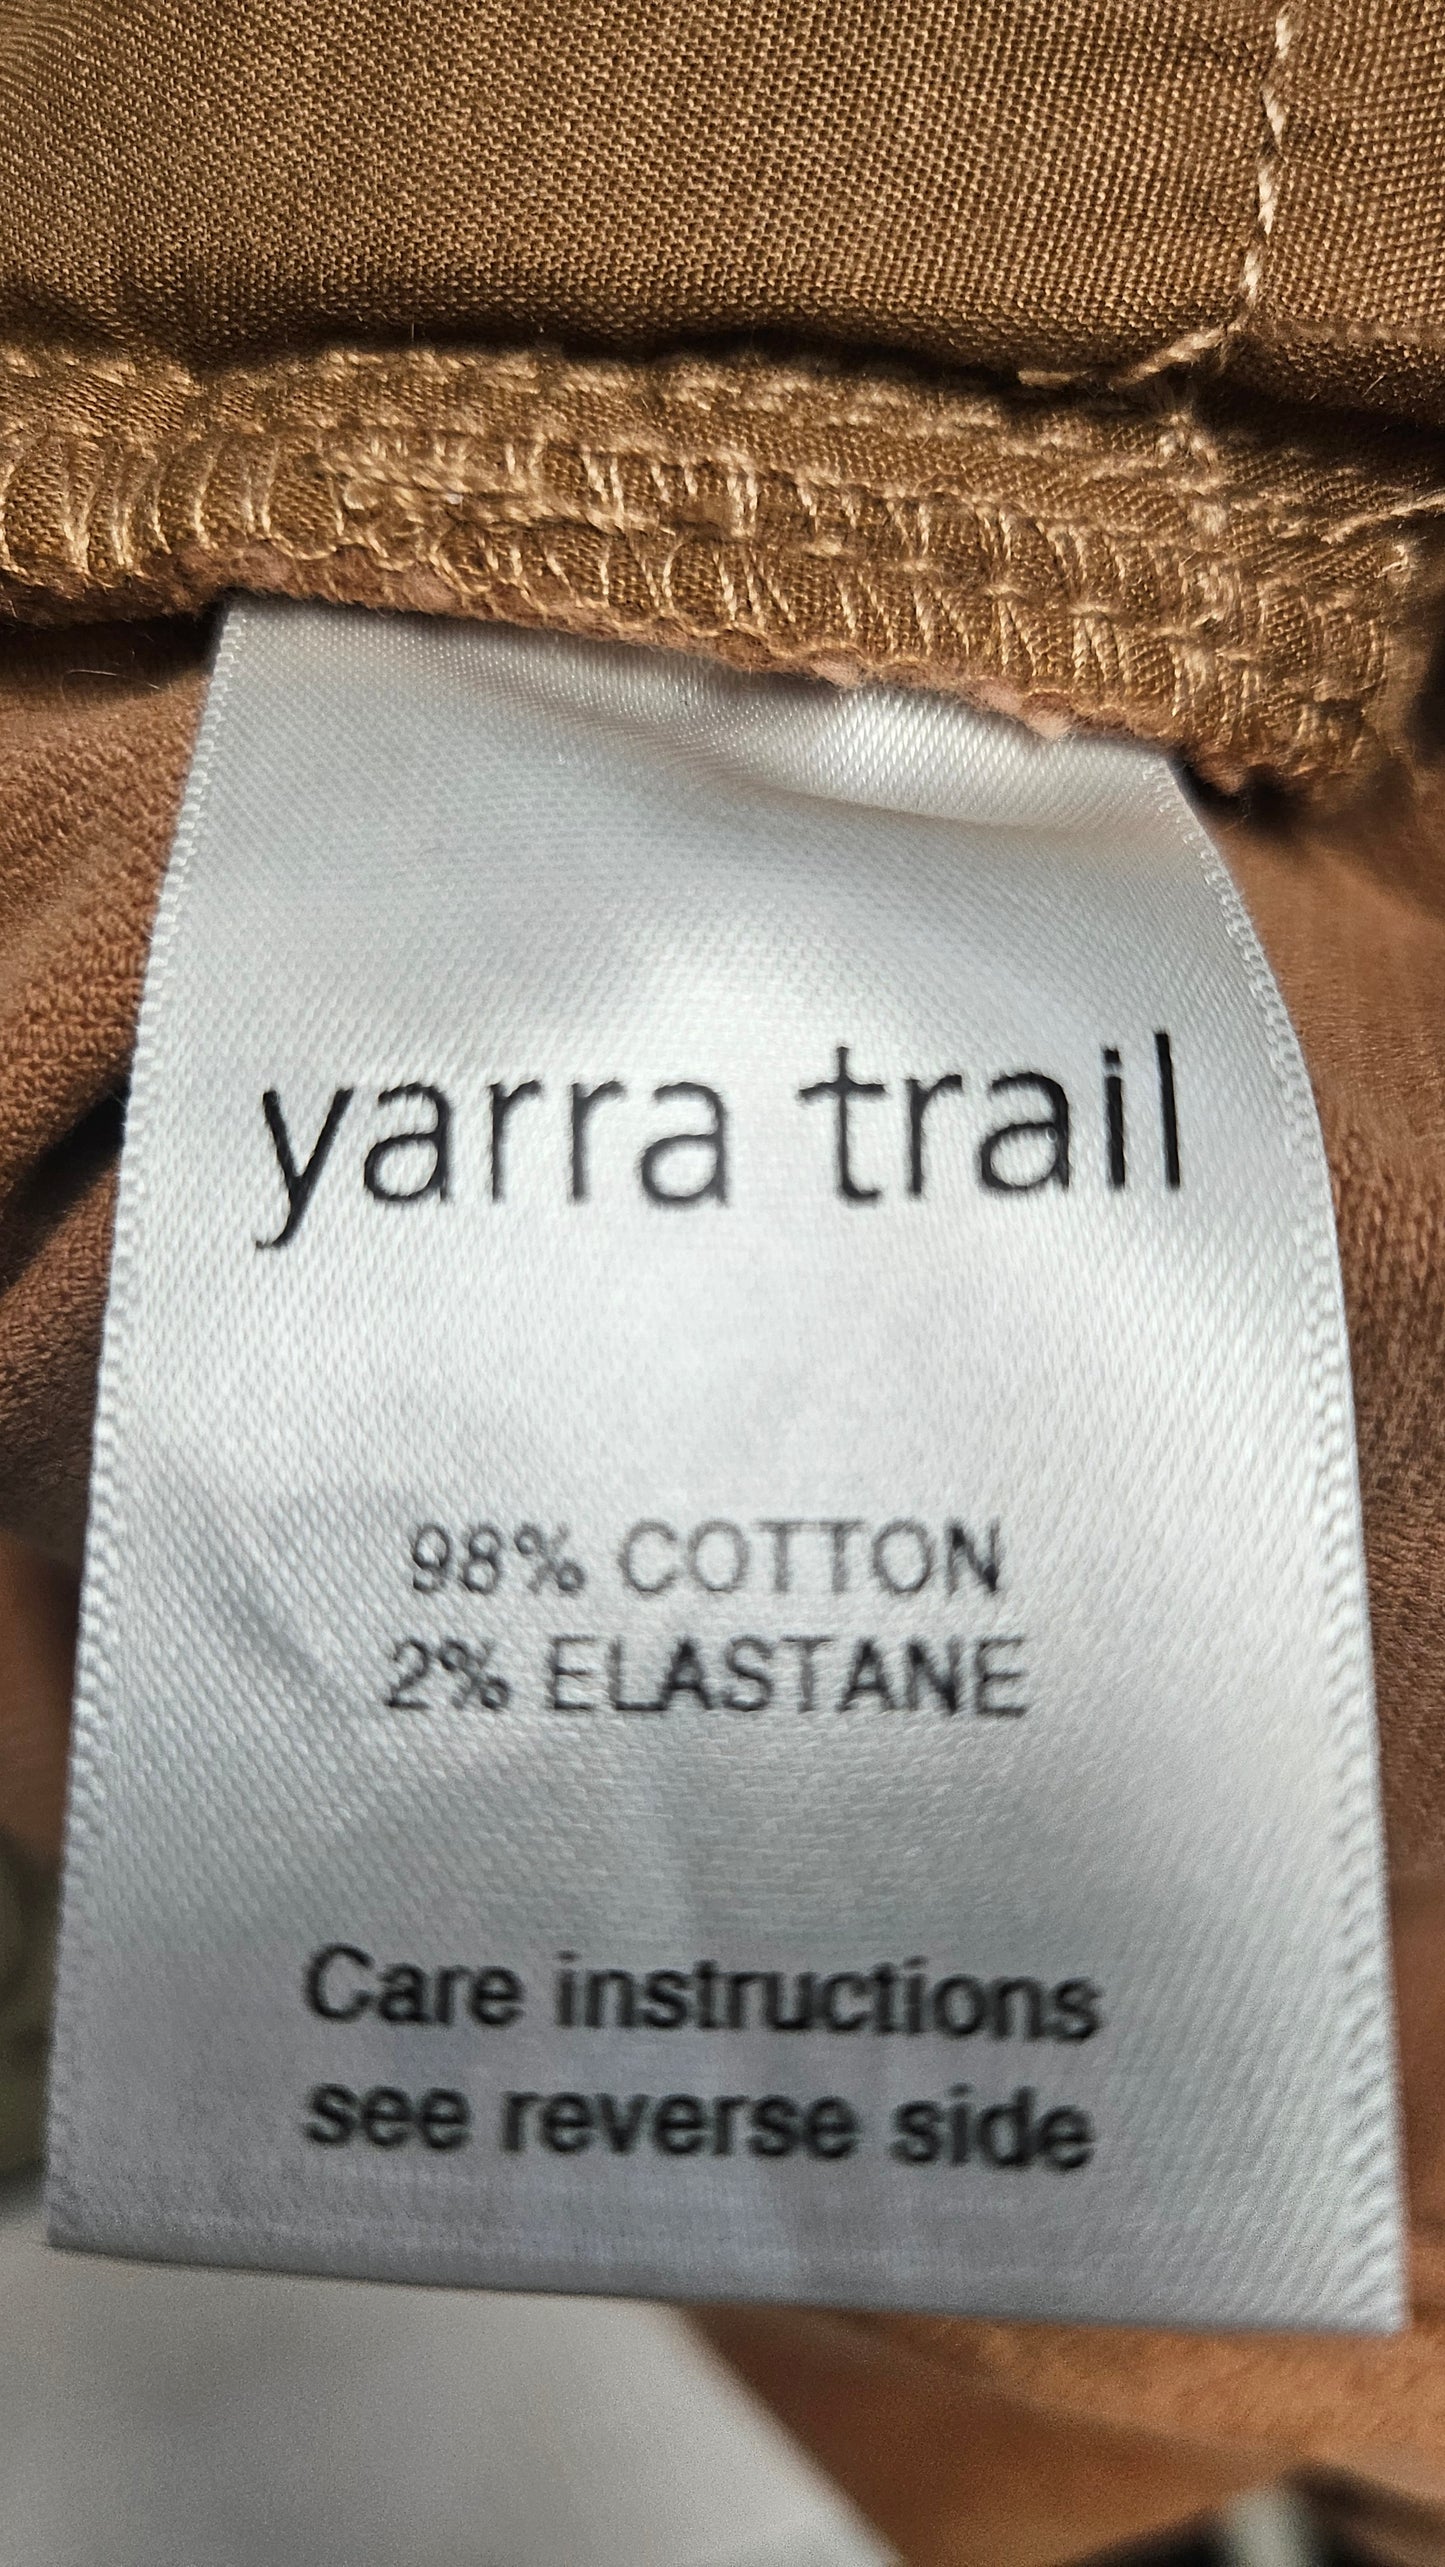 yarra trail
98% COTTON
2% ELASTANE
Care instructions
see reverse side